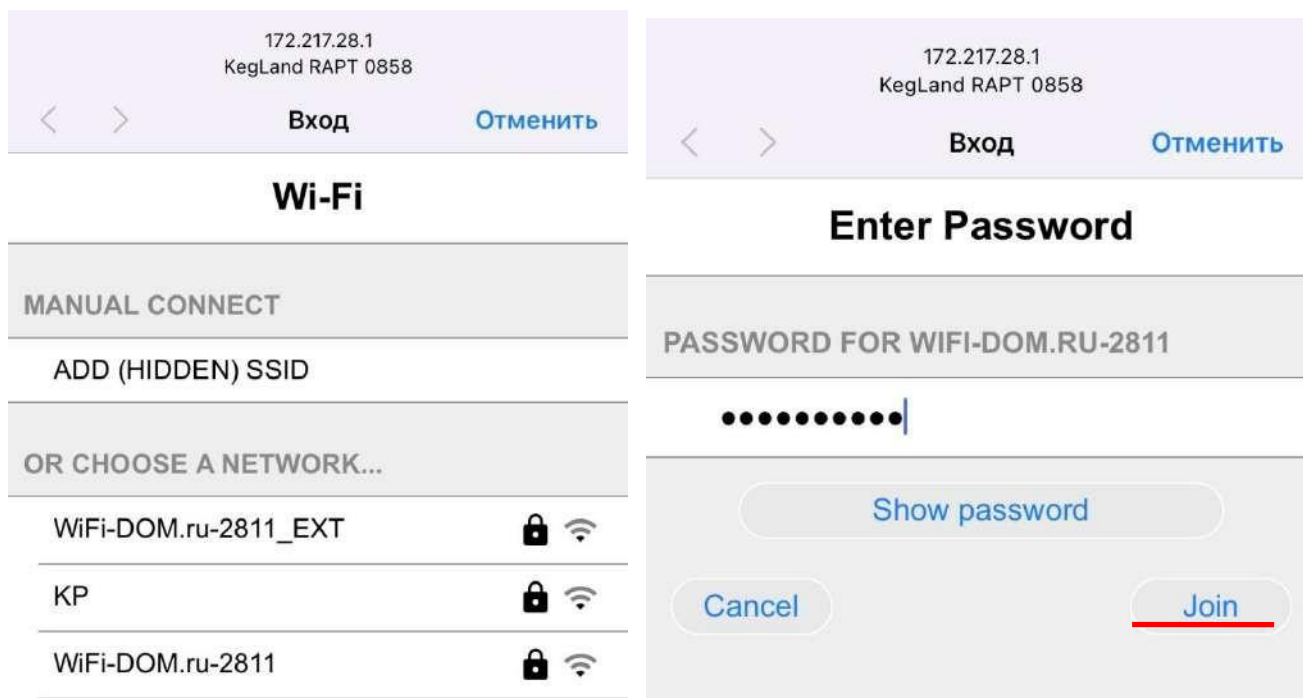 172.217.28.1
KegLand RAPT 0858
Вход
Отменить
Wi-Fi
MANUAL CONNECT
ADD (HIDDEN) SSID
OR CHOOSE A NETWORK...
WiFi-DOM.ru-2811_EXT
KP
WiFi-DOM.ru-2811
172.217.28.1
KegLand RAPT 0858
Вход
Отменить
Enter Password
PASSWORD FOR WIFI-DOM.RU-2811
••••••••••
Show password
Cancel
Join